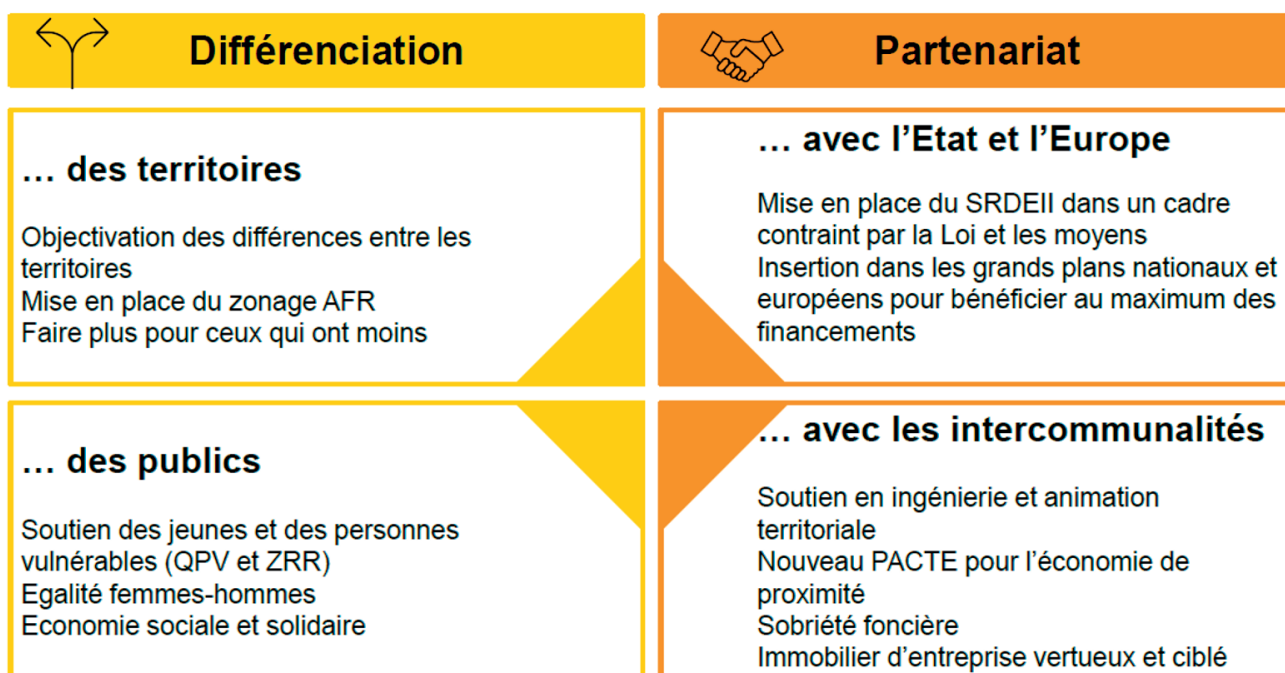 Différenciation
… des territoires
Objectivation des différences entre les
territoires
Mise en place du zonage AFR
Faire plus pour ceux qui ont moins
… des publics
Soutien des jeunes et des personnes
vulnérables (QPV et ZRR)
Egalité femmes-hommes
Economie sociale et solidaire
Partenariat
… avec l’Etat et l’Europe
Mise en place du SRDEII dans un cadre
contraint par la Loi et les moyens
Insertion dans les grands plans nationaux et
européens pour bénéficier au maximum des
financements
… avec les intercommunalités
Soutien en ingénierie et animation
territoriale
Nouveau PACTE pour l’économie de
proximité
Sobriété foncière
Immobilier d’entreprise vertueux et ciblé